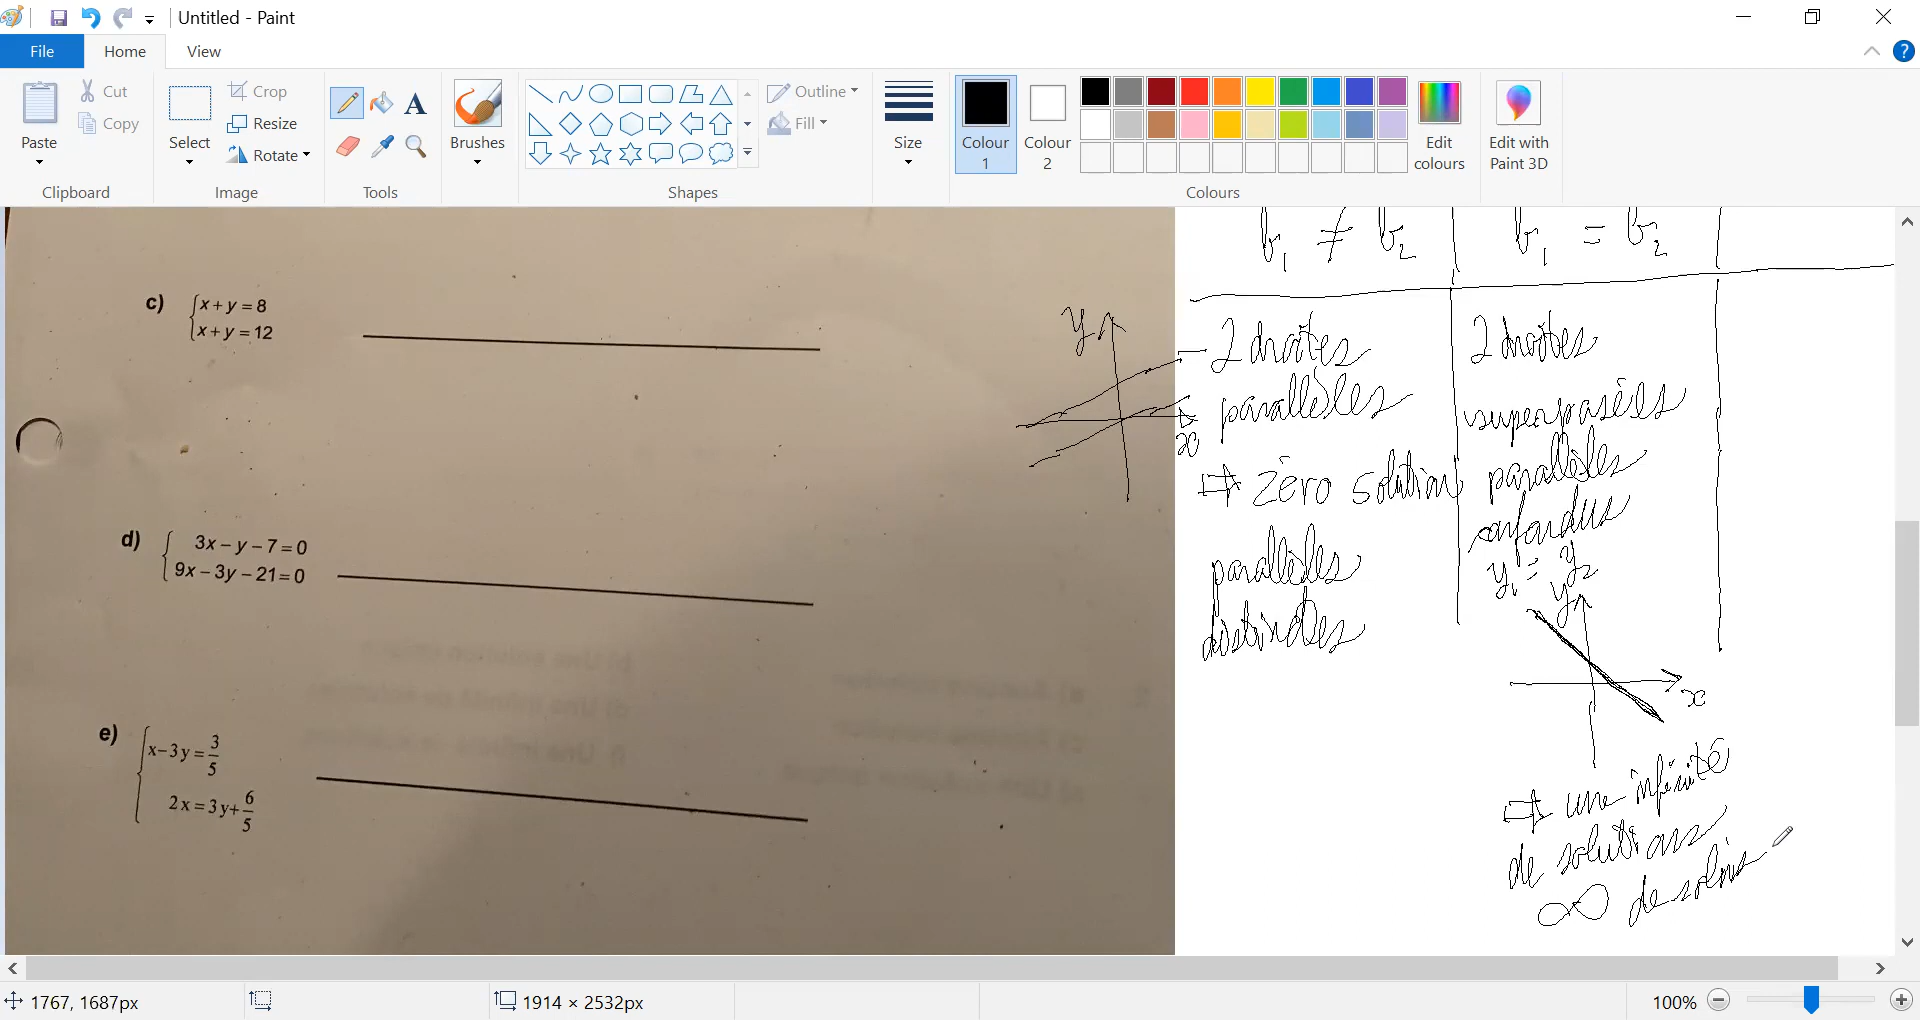 Untitled - Paint
File
Home
View
Paste
Cut
Copy
Clipboard
Select
Crop
Resize
Rotate
Image
Tools
Brushes
Shapes
Outline
Fill
Size
Colour 1
Colour 2
Colours
Edit colours
Edit with Paint 3D
c) { x + y = 8
x + y = 12
d) { 3x – y – 7 = 0
9x – 3y – 21 = 0
e) { x – 3y = 3/5
2x = 3y + 6/5
y
x
b₁ ≠ b₂
2 droites
parallèles
⇒ zéro solution
parallèles
distinctes
b₁ = b₂
2 droites
superposées
parallèles
confondus
y₁ = y₂
y
x
⇒ une infinité
de solutions
∞ de solns
1767, 1687px
1914 × 2532px
100%